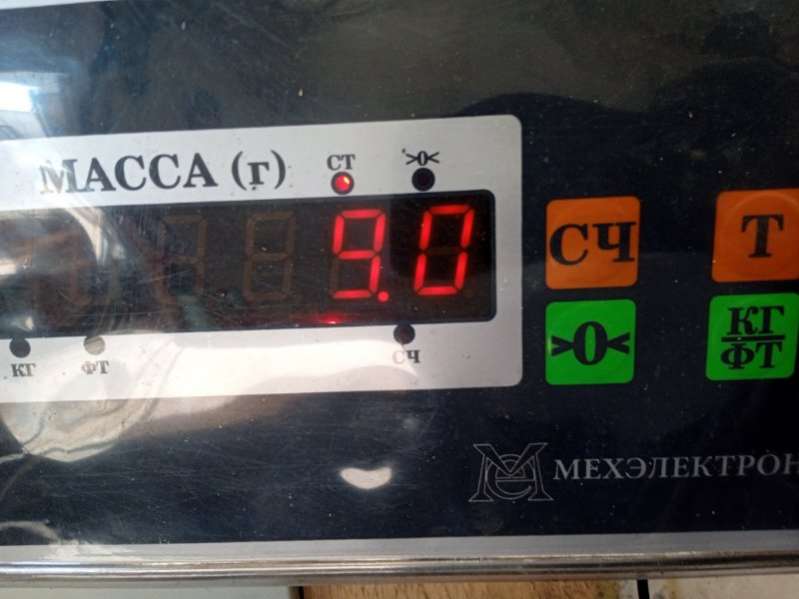 МАССА (г) СТ >0<
9.0
КГ ФТ СЧ
СЧ Т
>0< КГ/ФТ
МЕХЭЛЕКТРОН